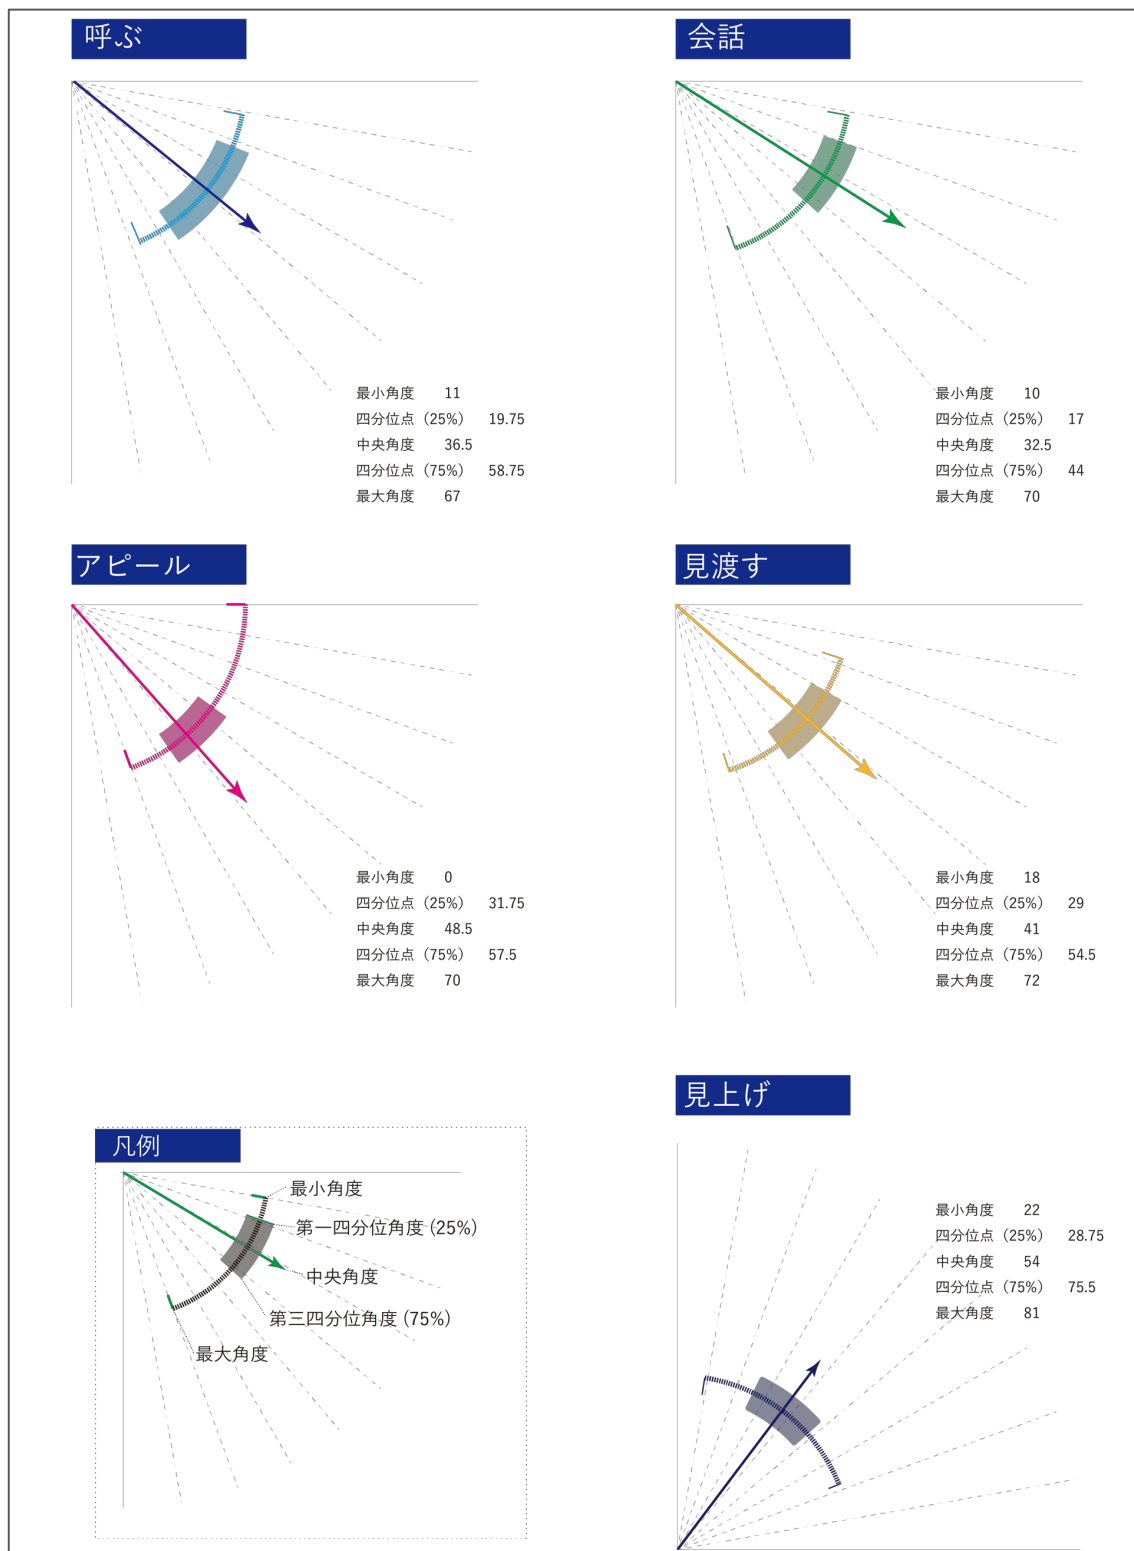 呼ぶ
最小角度 11
四分位点（25%） 19.75
中央角度 36.5
四分位点（75%） 58.75
最大角度 67
会話
最小角度 10
四分位点（25%） 17
中央角度 32.5
四分位点（75%） 44
最大角度 70
アピール
最小角度 0
四分位点（25%） 31.75
中央角度 48.5
四分位点（75%） 57.5
最大角度 70
見渡す
最小角度 18
四分位点（25%） 29
中央角度 41
四分位点（75%） 54.5
最大角度 72
凡例
最小角度
第一四分位角度 (25%)
中央角度
第三四分位角度 (75%)
最大角度
見上げ
最小角度 22
四分位点（25%） 28.75
中央角度 54
四分位点（75%） 75.5
最大角度 81